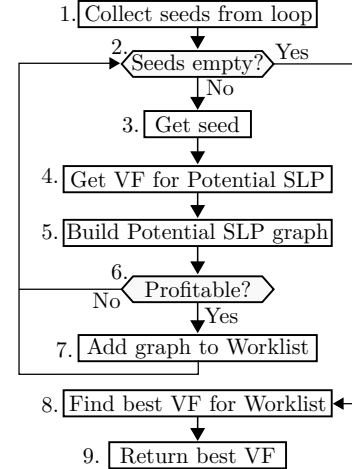 1. Collect seeds from loop
2. Seeds empty? Yes
No
3. Get seed
4. Get VF for Potential SLP
5. Build Potential SLP graph
6. Profitable?
No
Yes
7. Add graph to Worklist
8. Find best VF for Worklist
9. Return best VF